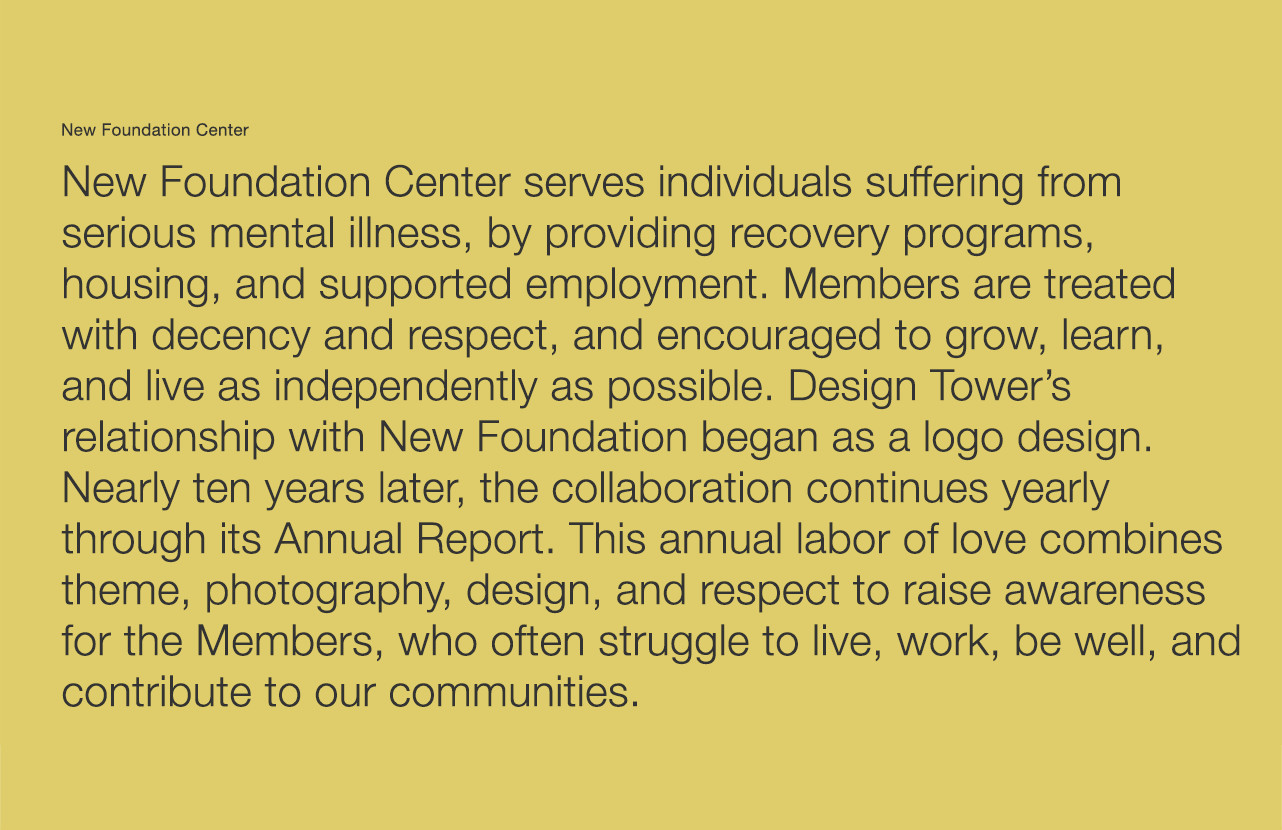 New Foundation Center
New Foundation Center serves individuals suffering from
serious mental illness, by providing recovery programs,
housing, and supported employment. Members are treated
with decency and respect, and encouraged to grow, learn,
and live as independently as possible. Design Tower’s
relationship with New Foundation began as a logo design.
Nearly ten years later, the collaboration continues yearly
through its Annual Report. This annual labor of love combines
theme, photography, design, and respect to raise awareness
for the Members, who often struggle to live, work, be well, and
contribute to our communities.